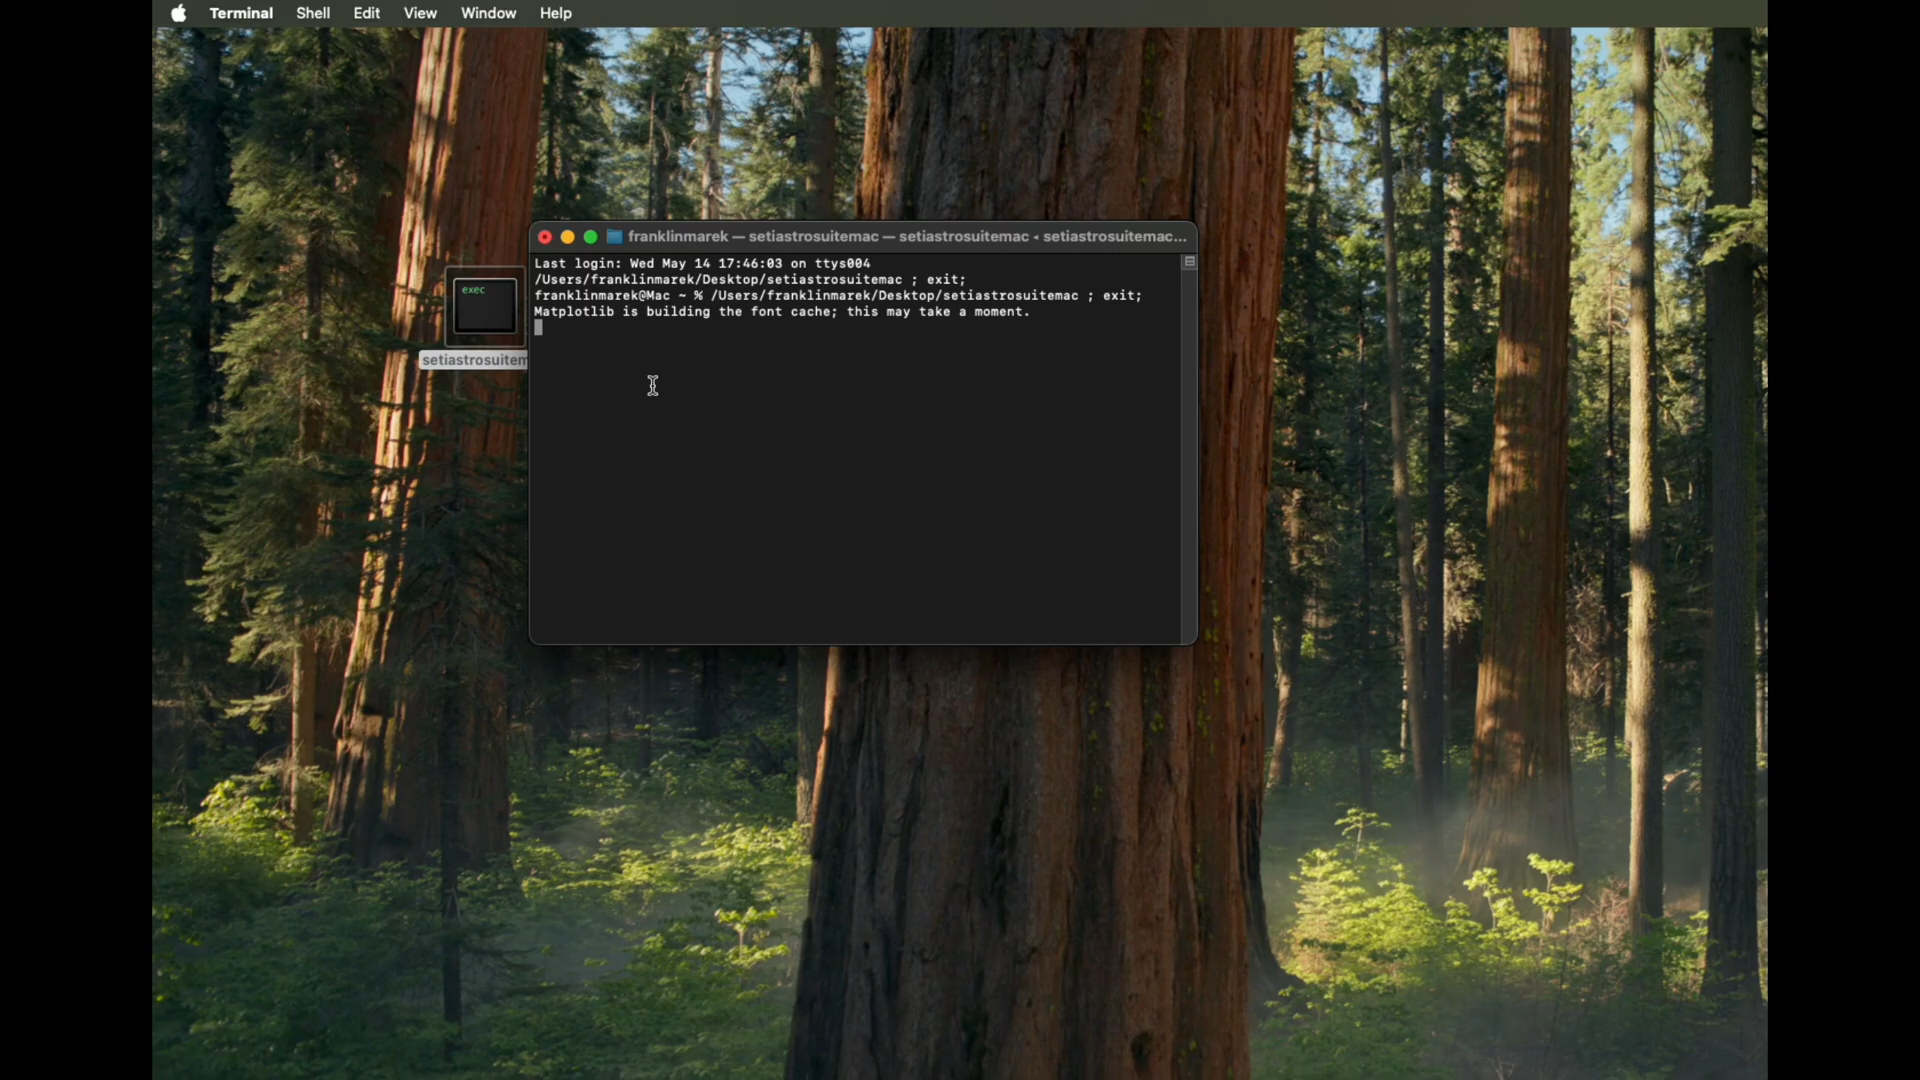 Terminal Shell Edit View Window Help
franklinmarek — setiastrosuitemac — setiastrosuitemac ◂ setiastrosuitemac...
Last login: Wed May 14 17:46:03 on ttys004
/Users/franklinmarek/Desktop/setiastrosuitemac ; exit;
franklinmarek@Mac ~ % /Users/franklinmarek/Desktop/setiastrosuitemac ; exit;
Matplotlib is building the font cache; this may take a moment.
exec
setiastrosuitem